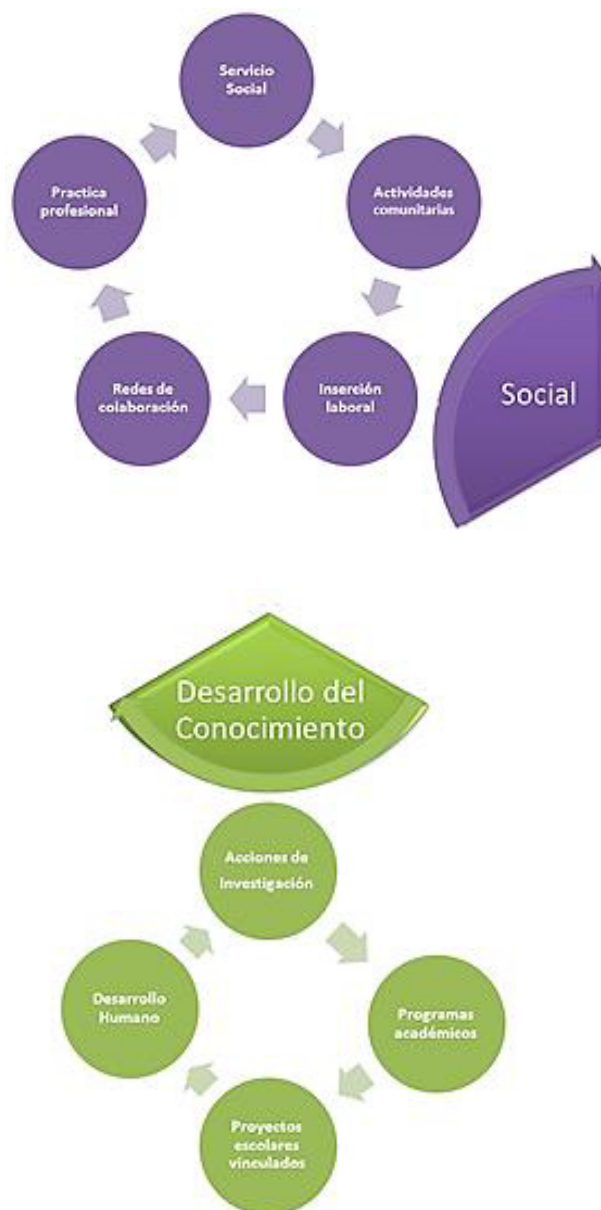 Servicio
Social
Practica
profesional
Actividades
comunitarias
Redes de
colaboración
Inserción
laboral
Social
Desarrollo del
Conocimiento
Acciones de
Investigación
Desarrollo
Humano
Programas
académicos
Proyectos
escolares
vinculados